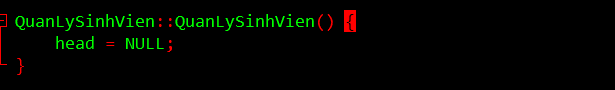 QuanLySinhVien::QuanLySinhVien() {
    head = NULL;
}